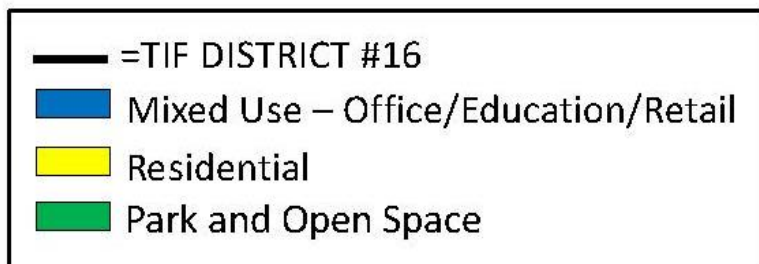 =TIF DISTRICT #16
Mixed Use – Office/Education/Retail
Residential
Park and Open Space